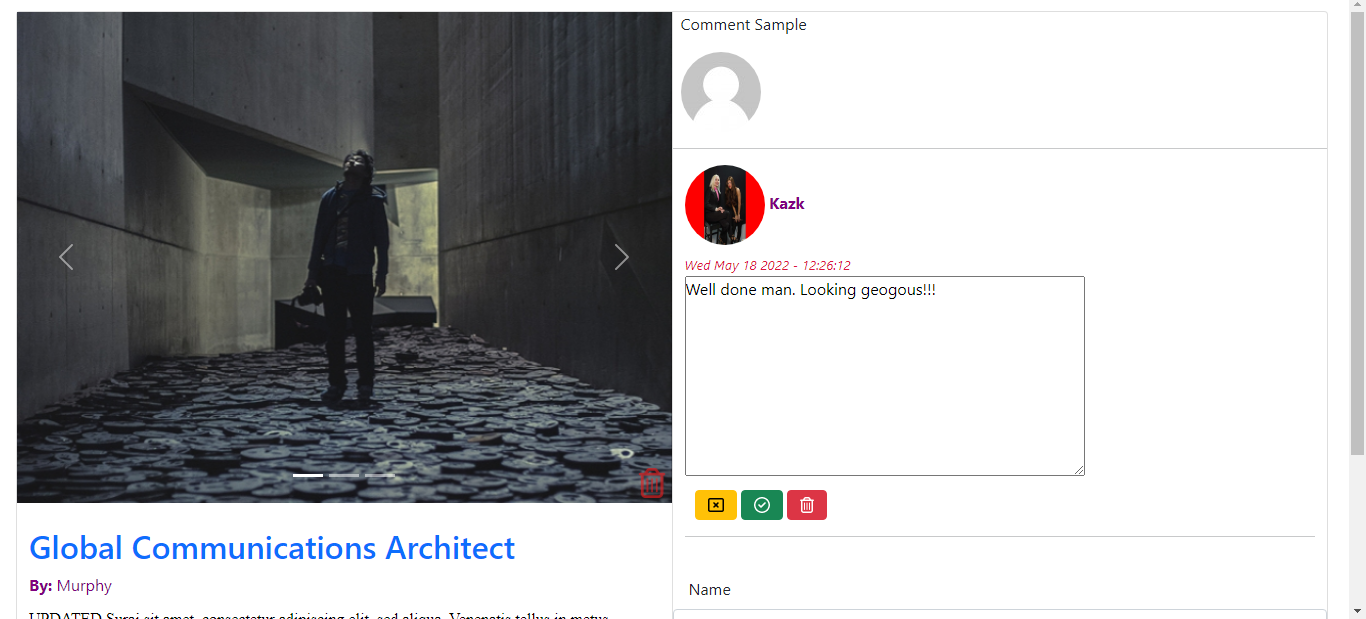 Comment Sample
Kazk
Wed May 18 2022 - 12:26:12
Well done man. Looking geogous!!!
Global Communications Architect
By: Murphy
UPDATED Surai sit amet, consectetur adipiscing elit, sed aliqua. Venenatis tellus in metus
Name